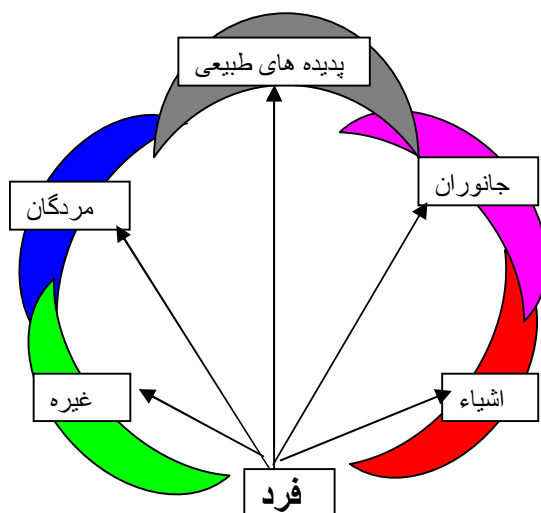 پدیده های طبیعی
جانوران
مردگان
اشیاء
غیره
فرد